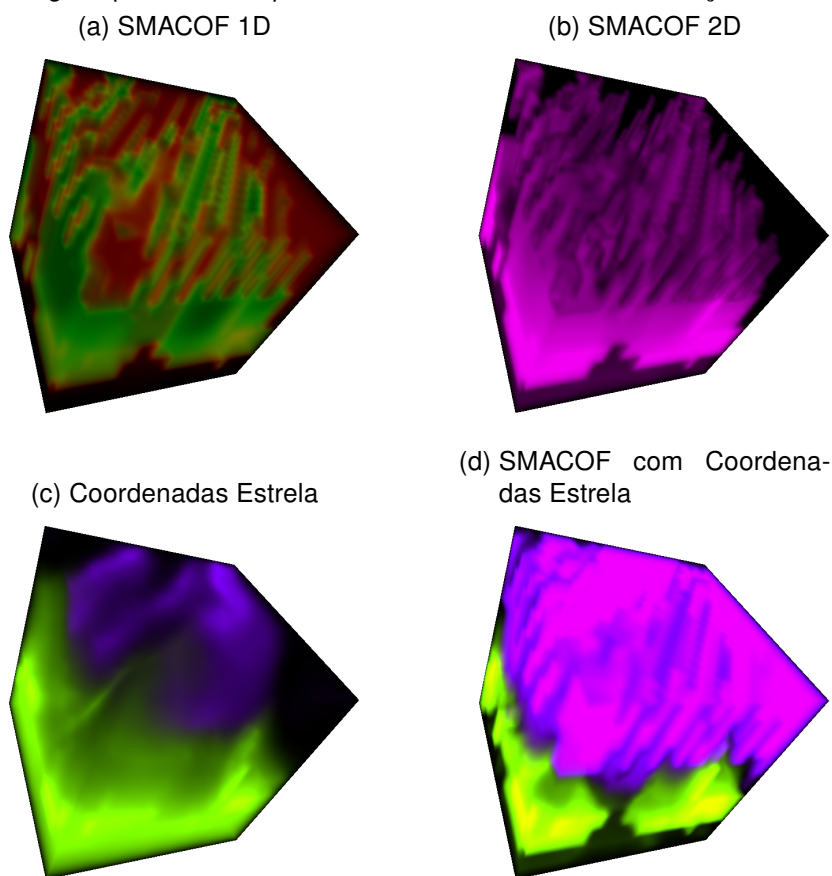 (a) SMACOF 1D
(b) SMACOF 2D
(c) Coordenadas Estrela
(d) SMACOF com Coordena-
das Estrela